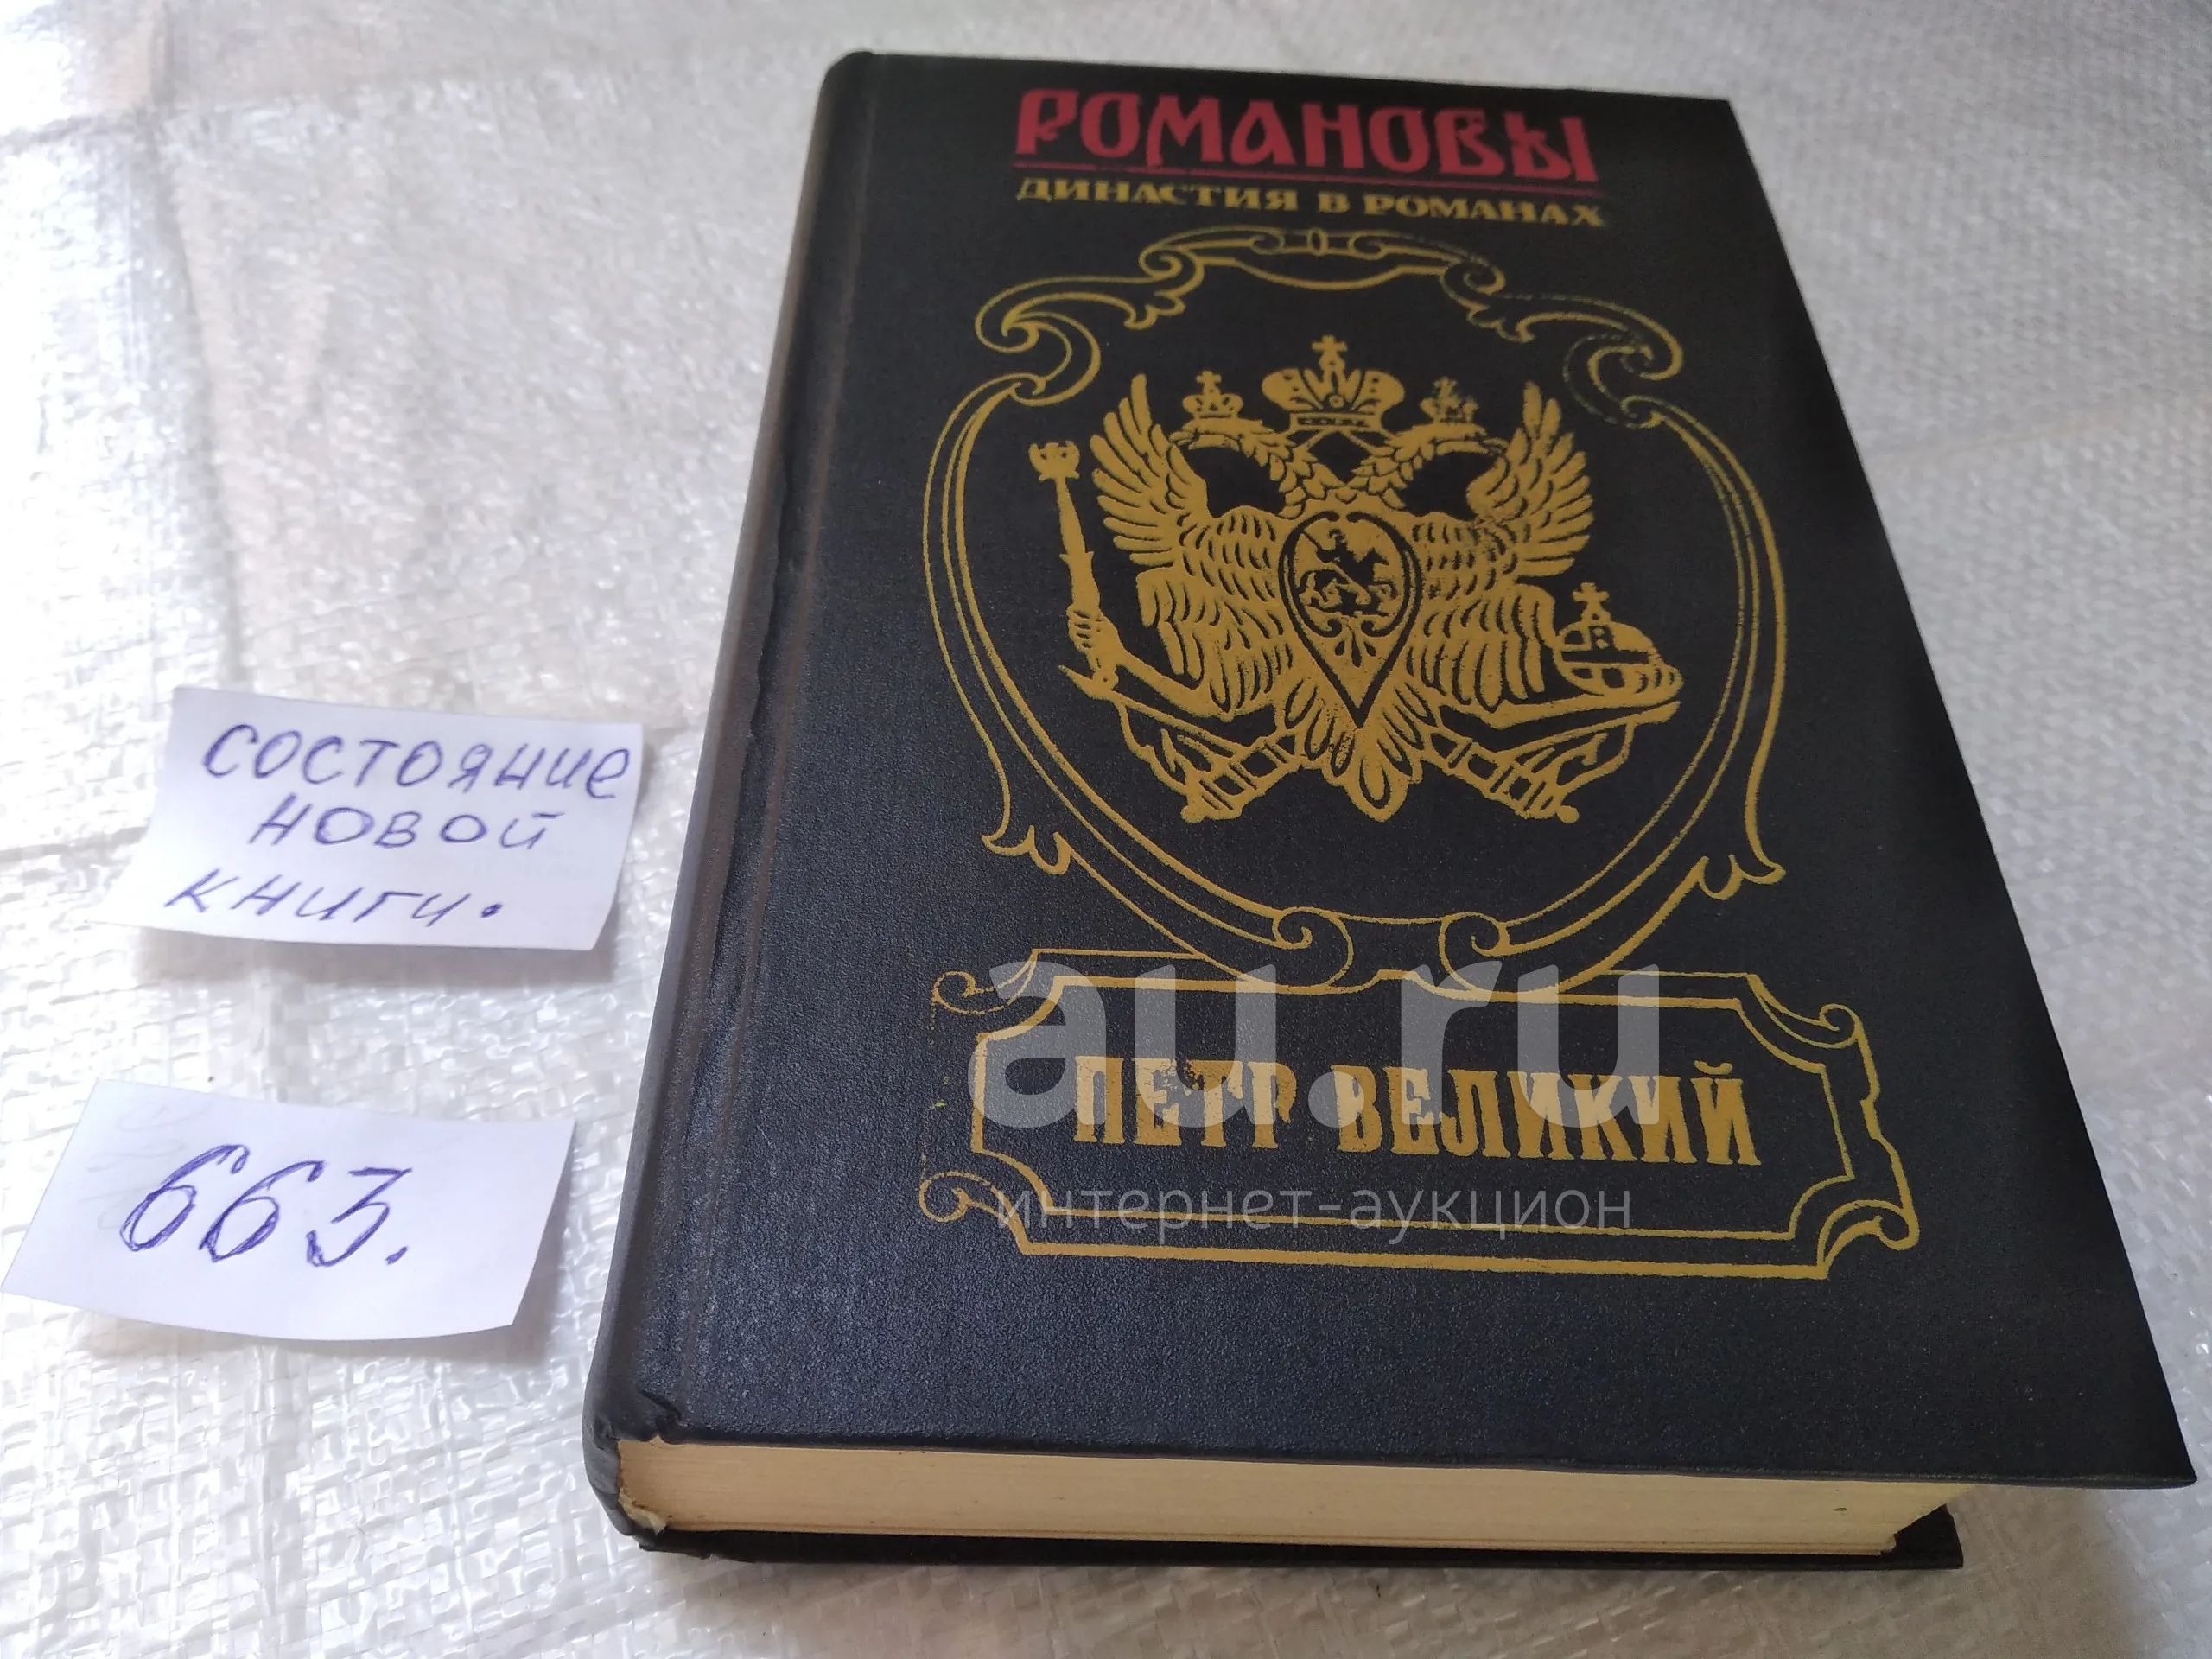 РОМАНОВЫ
ДИНАСТИЯ В РОМАНАХ
состояние
новой
книги.
663.
au.ru
ПЕТР ВЕЛИКИЙ
интернет-аукцион